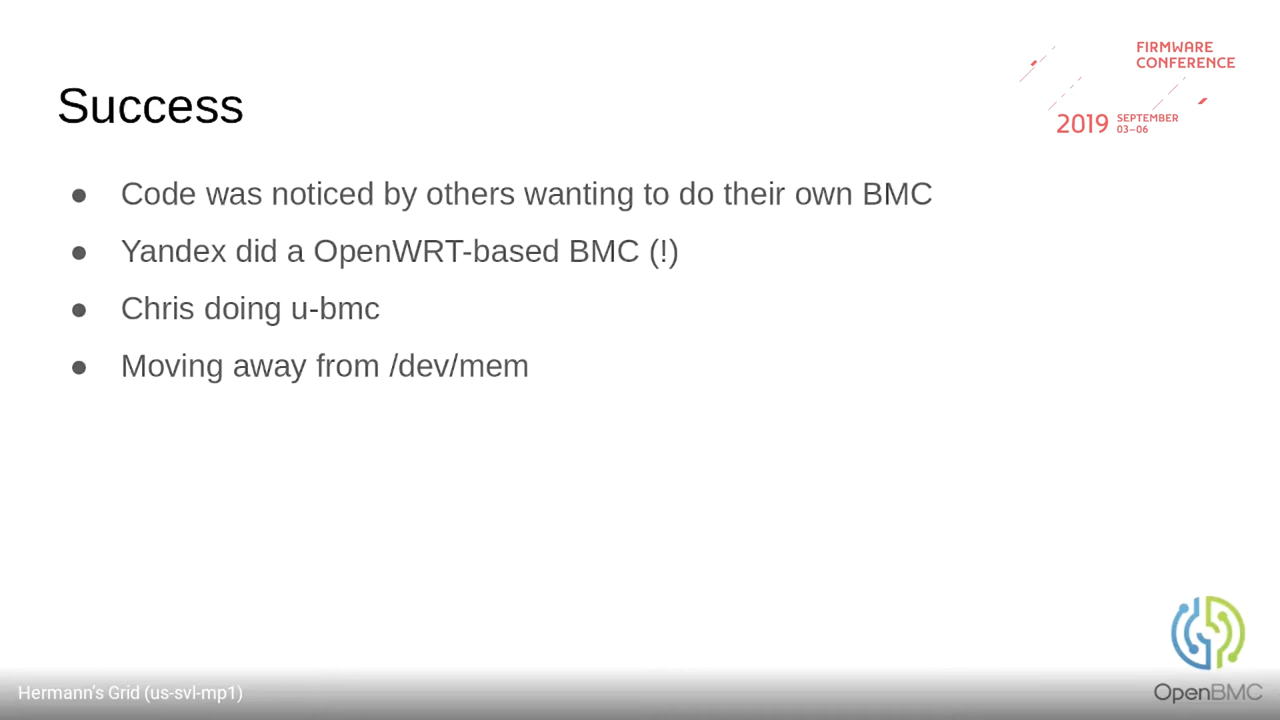 FIRMWARE
CONFERENCE
2019 SEPTEMBER
03–06
Success
● Code was noticed by others wanting to do their own BMC
● Yandex did a OpenWRT-based BMC (!)
● Chris doing u-bmc
● Moving away from /dev/mem
Hermann's Grid (us-svl-mp1)
OpenBMC